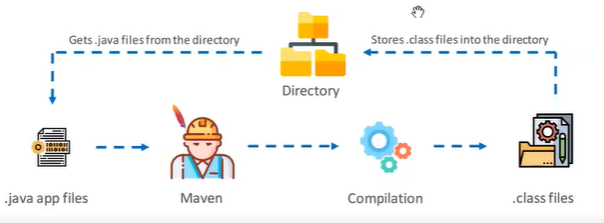 Gets .java files from the directory
Stores .class files into the directory
Directory
.java app files
Maven
Compilation
.class files